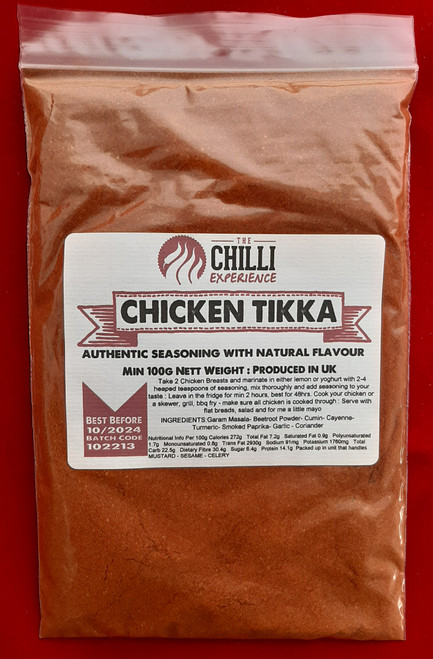 THE
CHILLI
EXPERIENCE
CHICKEN TIKKA
AUTHENTIC SEASONING WITH NATURAL FLAVOUR
MIN 100G NETT WEIGHT : PRODUCED IN UK
Take 2 Chicken Breasts and marinate in either lemon or yoghurt with 2-4
heaped teaspoons of seasoning, mix thoroughly and add seasoning to your
taste : Leave in the fridge for min 2 hours, best for 48hrs. Cook your chicken or
a skewer, grill, bbq fry - make sure all chicken is cooked through : Serve with
flat breads, salad and for me a little mayo
INGREDIENTS:Garam Masala- Beetroot Powder- Cumin- Cayenne-
Turmeric- Smoked Paprika- Garlic - Coriander
Nutritional Info Per 100g Calories 272g Total Fat 7.2g Saturated Fat 0.9g Polyunsaturated
1.7g Monounsaturated 0.8g Trans Fat 2930g Sodium 91mg Potassium 1760mg Total
Carb 22.5g Dietary Fibre 30.4g Sugar 6.4g Protein 14.1g Packed up in unit that handles
MUSTARD - SESAME - CELERY
BEST BEFORE
10/2024
BATCH CODE
102213